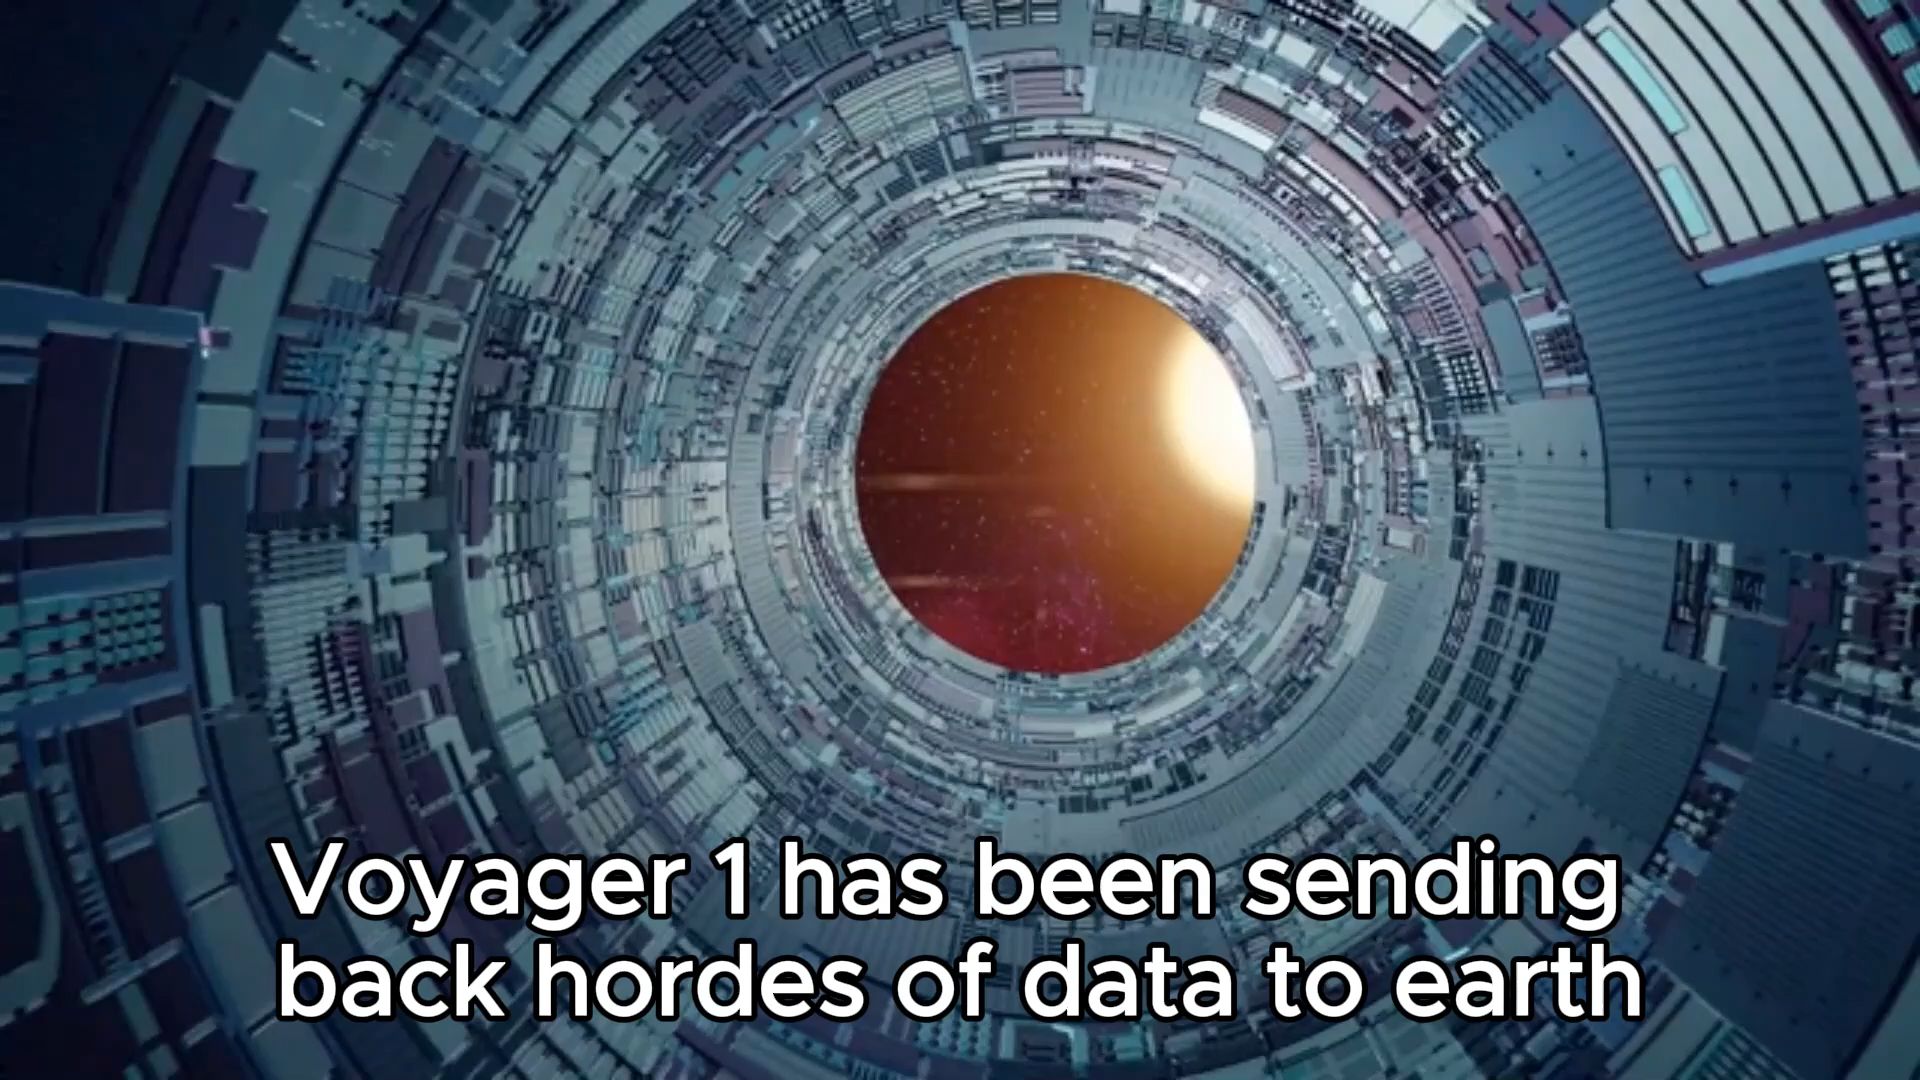 Voyager 1 has been sending
back hordes of data to earth